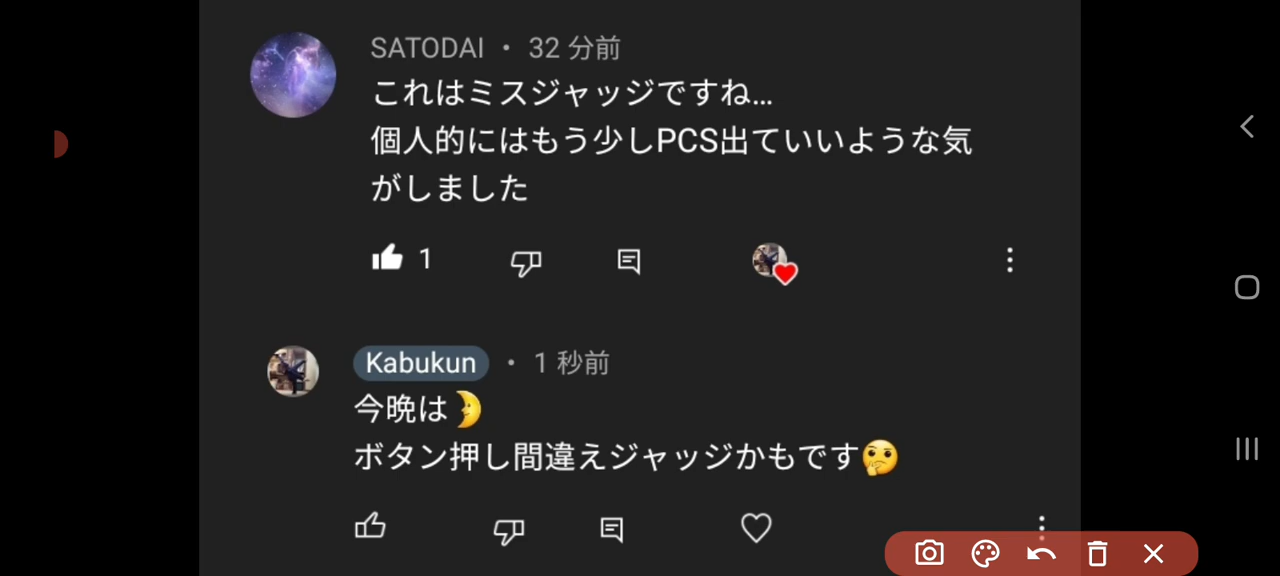 SATODAI • 32 分前
これはミスジャッジですね...
個人的にはもう少しPCS出ていいような気
がしました
1
Kabukun • 1 秒前
今晩は🌛
ボタン押し間違えジャッジかもです🤔